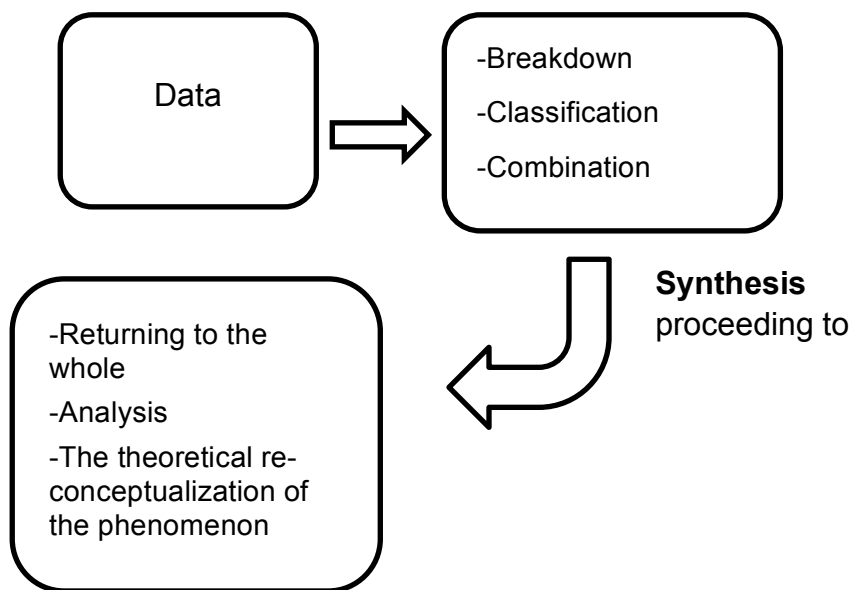 Data
-Breakdown
-Classification
-Combination
Synthesis
proceeding to
-Returning to the
whole
-Analysis
-The theoretical re-
conceptualization of
the phenomenon